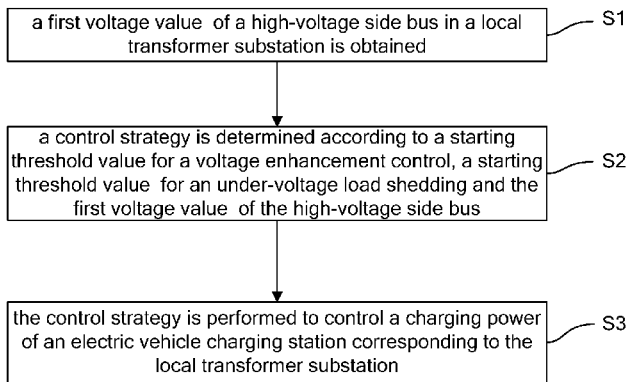 a first voltage value of a high-voltage side bus in a local
transformer substation is obtained
S1
a control strategy is determined according to a starting
threshold value for a voltage enhancement control, a starting
threshold value for an under-voltage load shedding and the
first voltage value of the high-voltage side bus
S2
the control strategy is performed to control a charging power
of an electric vehicle charging station corresponding to the
local transformer substation
S3